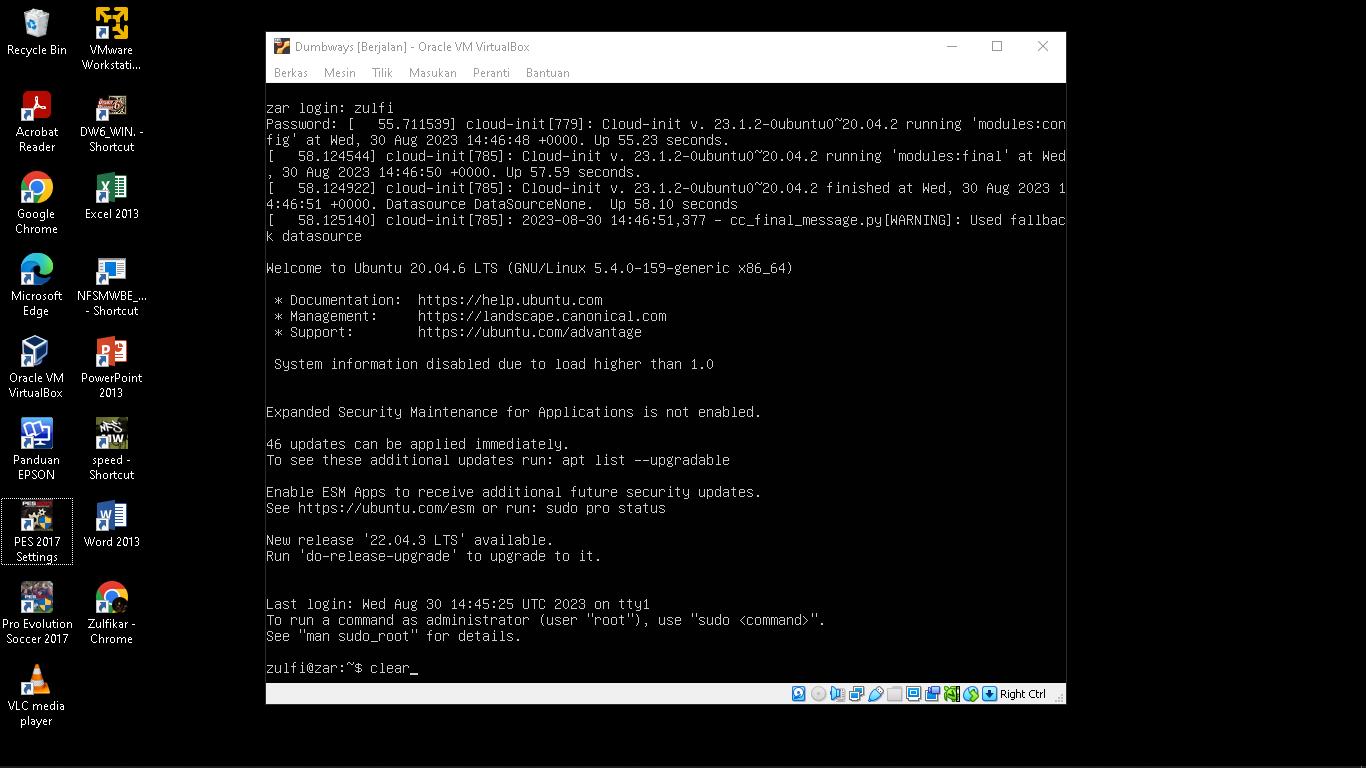 Recycle Bin
VMware
Workstati...
Acrobat
Reader
DW6_WIN. -
Shortcut
Google
Chrome
Excel 2013
Microsoft
Edge
NFSMWBE_...
- Shortcut
Oracle VM
VirtualBox
PowerPoint
2013
Panduan
EPSON
speed -
Shortcut
PES 2017
Settings
Word 2013
Pro Evolution
Soccer 2017
Zulfikar -
Chrome
VLC media
player
Dumbways [Berjalan] - Oracle VM VirtualBox
Berkas Mesin Tilik Masukan Peranti Bantuan
zar login: zulfi
Password: [   55.711539] cloud-init[779]: Cloud-init v. 23.1.2-0ubuntu0~20.04.2 running 'modules:con
fig' at Wed, 30 Aug 2023 14:46:48 +0000. Up 55.23 seconds.
[   58.124544] cloud-init[785]: Cloud-init v. 23.1.2-0ubuntu0~20.04.2 running 'modules:final' at Wed
, 30 Aug 2023 14:46:50 +0000. Up 57.59 seconds.
[   58.124922] cloud-init[785]: Cloud-init v. 23.1.2-0ubuntu0~20.04.2 finished at Wed, 30 Aug 2023 1
4:46:51 +0000. Datasource DataSourceNone.  Up 58.10 seconds
[   58.125140] cloud-init[785]: 2023-08-30 14:46:51,377 - cc_final_message.py[WARNING]: Used fallbac
k datasource
Welcome to Ubuntu 20.04.6 LTS (GNU/Linux 5.4.0-159-generic x86_64)
 * Documentation:  https://help.ubuntu.com
 * Management:     https://landscape.canonical.com
 * Support:        https://ubuntu.com/advantage
 System information disabled due to load higher than 1.0
Expanded Security Maintenance for Applications is not enabled.
46 updates can be applied immediately.
To see these additional updates run: apt list --upgradable
Enable ESM Apps to receive additional future security updates.
See https://ubuntu.com/esm or run: sudo pro status
New release '22.04.3 LTS' available.
Run 'do-release-upgrade' to upgrade to it.
Last login: Wed Aug 30 14:45:25 UTC 2023 on tty1
To run a command as administrator (user "root"), use "sudo <command>".
See "man sudo_root" for details.
zulfi@zar:~$ clear_
Right Ctrl